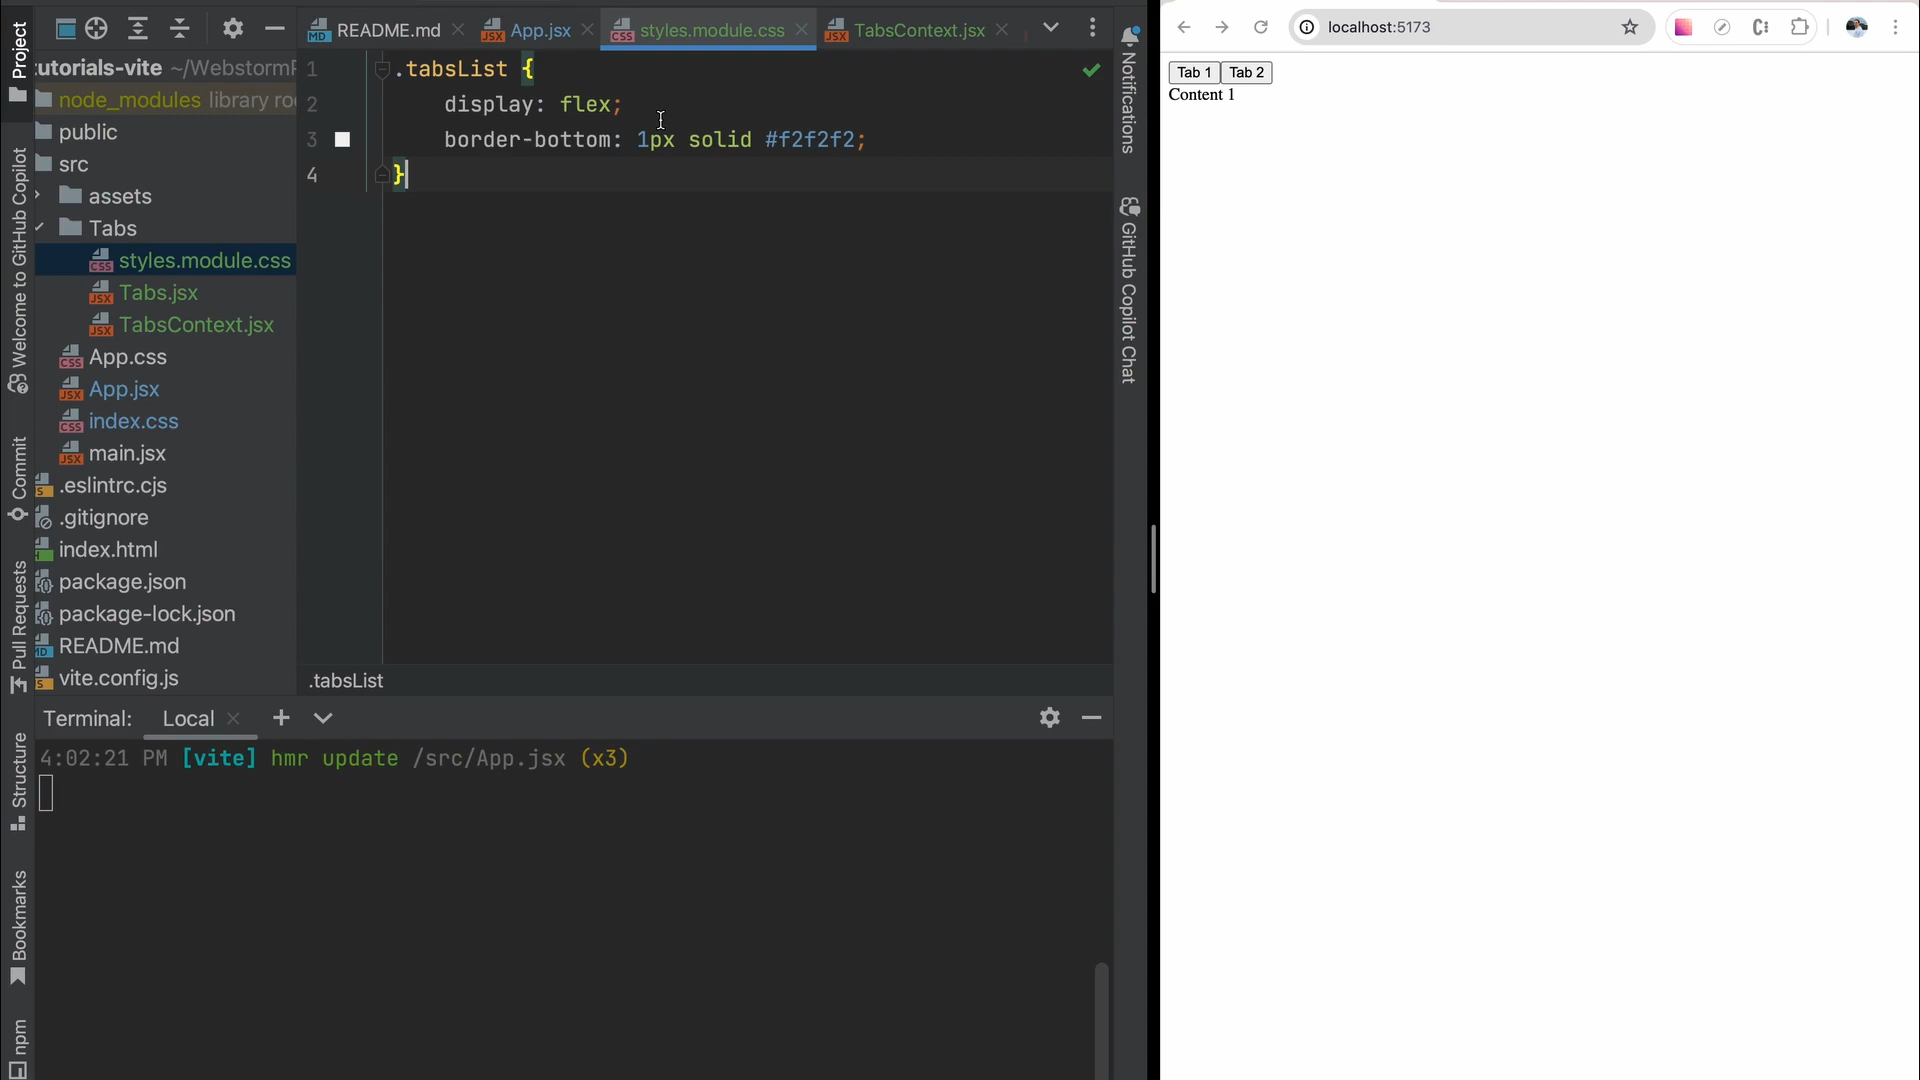 README.md
App.jsx
styles.module.css
TabsContext.jsx
localhost:5173
Project
Welcome to GitHub Copilot
Commit
Pull Requests
Structure
Bookmarks
npm
tutorials-vite ~/WebstormP
node_modules library roo
public
src
assets
Tabs
styles.module.css
Tabs.jsx
TabsContext.jsx
App.css
App.jsx
index.css
main.jsx
.eslintrc.cjs
.gitignore
index.html
package.json
package-lock.json
README.md
vite.config.js
1 .tabsList {
2 display: flex;
3 border-bottom: 1px solid #f2f2f2;
4 }
.tabsList
Notifications
GitHub Copilot Chat
Tab 1 Tab 2
Content 1
Terminal: Local
4:02:21 PM [vite] hmr update /src/App.jsx (x3)